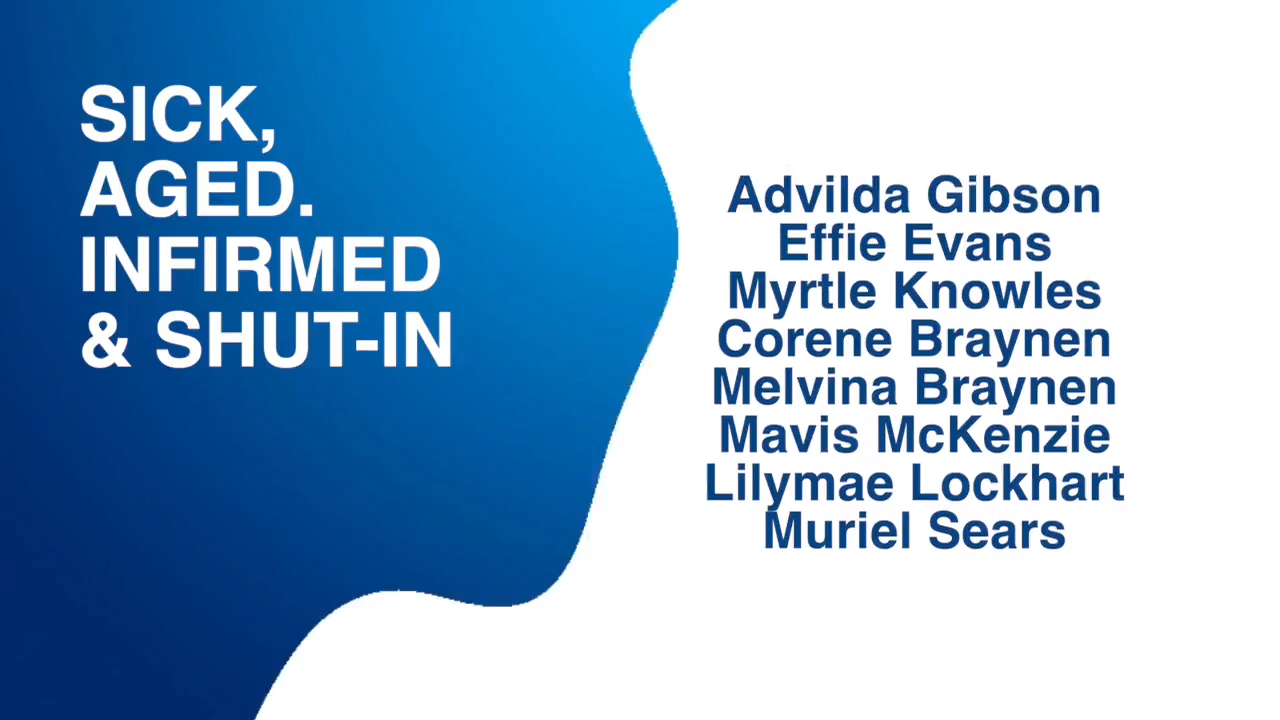 SICK,
AGED.
INFIRMED
& SHUT-IN
Advilda Gibson
Effie Evans
Myrtle Knowles
Corene Braynen
Melvina Braynen
Mavis McKenzie
Lilymae Lockhart
Muriel Sears